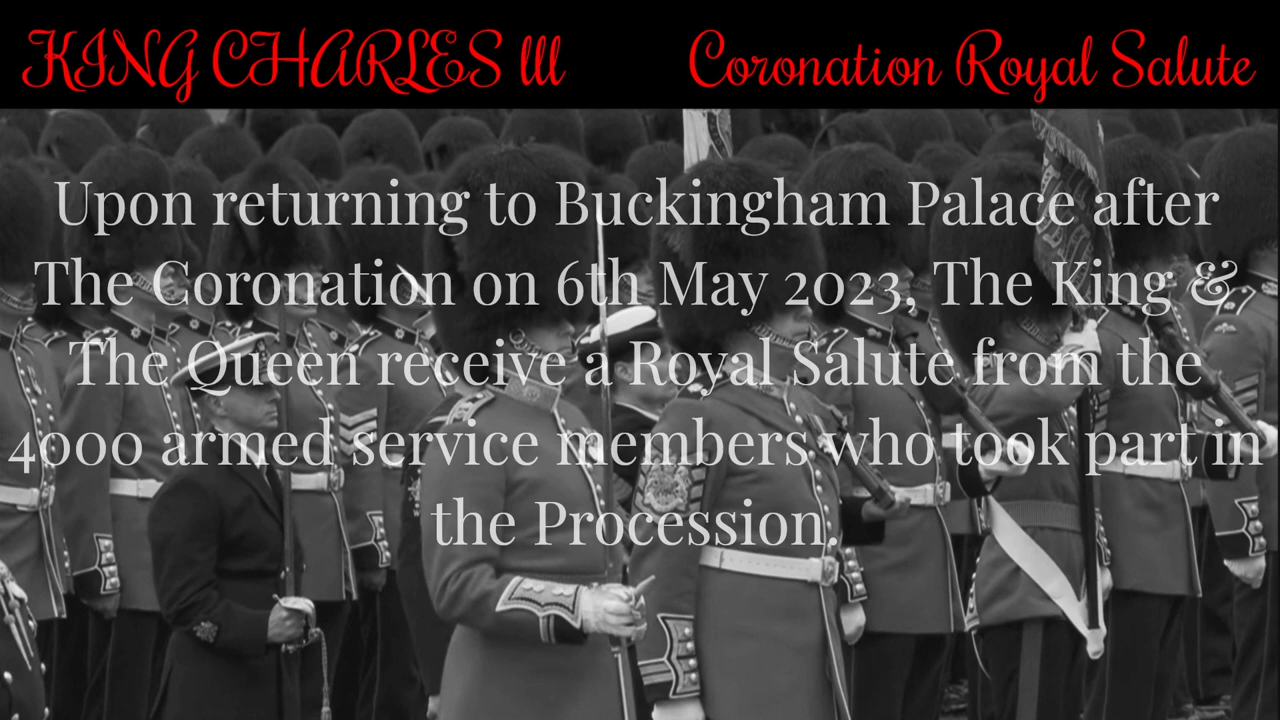 KING CHARLES lll Coronation Royal Salute
Upon returning to Buckingham Palace after
The Coronation on 6th May 2023, The King &
The Queen receive a Royal Salute from the
4000 armed service members who took part in
the Procession.